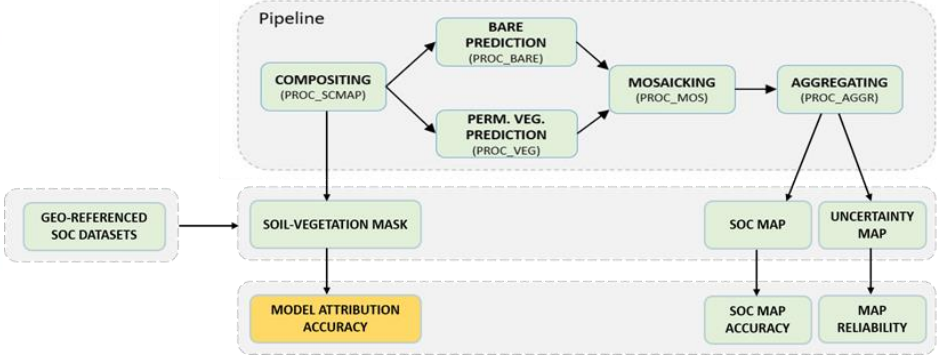 Pipeline
BARE
PREDICTION
(PROC_BARE)
COMPOSITING
(PROC_SCMAP)
MOSAICKING
(PROC_MOS)
AGGREGATING
(PROC_AGGR)
PERM. VEG.
PREDICTION
(PROC_VEG)
GEO-REFERENCED
SOC DATASETS
SOIL-VEGETATION MASK
SOC MAP
UNCERTAINTY
MAP
MODEL ATTRIBUTION
ACCURACY
SOC MAP
ACCURACY
MAP
RELIABILITY